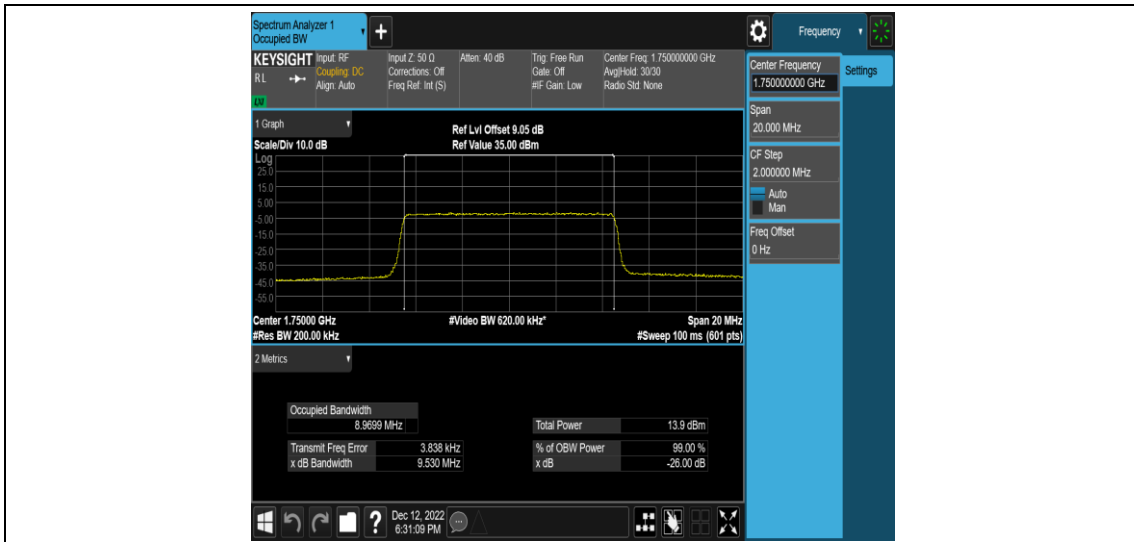 Spectrum Analyzer 1
Occupied BW
+
Frequency
KEYSIGHT
RL
LXI
Input: RF
Coupling: DC
Align: Auto
Input Z: 50 Ω
Corrections: Off
Freq Ref: Int (S)
Atten: 40 dB
Trig: Free Run
Gate: Off
#IF Gain: Low
Center Freq: 1.750000000 GHz
Avg|Hold: 30/30
Radio Std: None
Center Frequency
1.750000000 GHz
Settings
Span
20.000 MHz
CF Step
2.000000 MHz
Auto
Man
Freq Offset
0 Hz
1 Graph
Ref Lvl Offset 9.05 dB
Scale/Div 10.0 dB
Ref Value 35.00 dBm
Log
25.0
15.0
5.00
-5.00
-15.0
-25.0
-35.0
-45.0
-55.0
Center 1.75000 GHz
#Video BW 620.00 kHz*
Span 20 MHz
#Res BW 200.00 kHz
#Sweep 100 ms (601 pts)
2 Metrics
Occupied Bandwidth
8.9699 MHz
Total Power 13.9 dBm
Transmit Freq Error 3.838 kHz
% of OBW Power 99.00 %
x dB Bandwidth 9.530 MHz
x dB -26.00 dB
?
Dec 12, 2022
6:31:09 PM